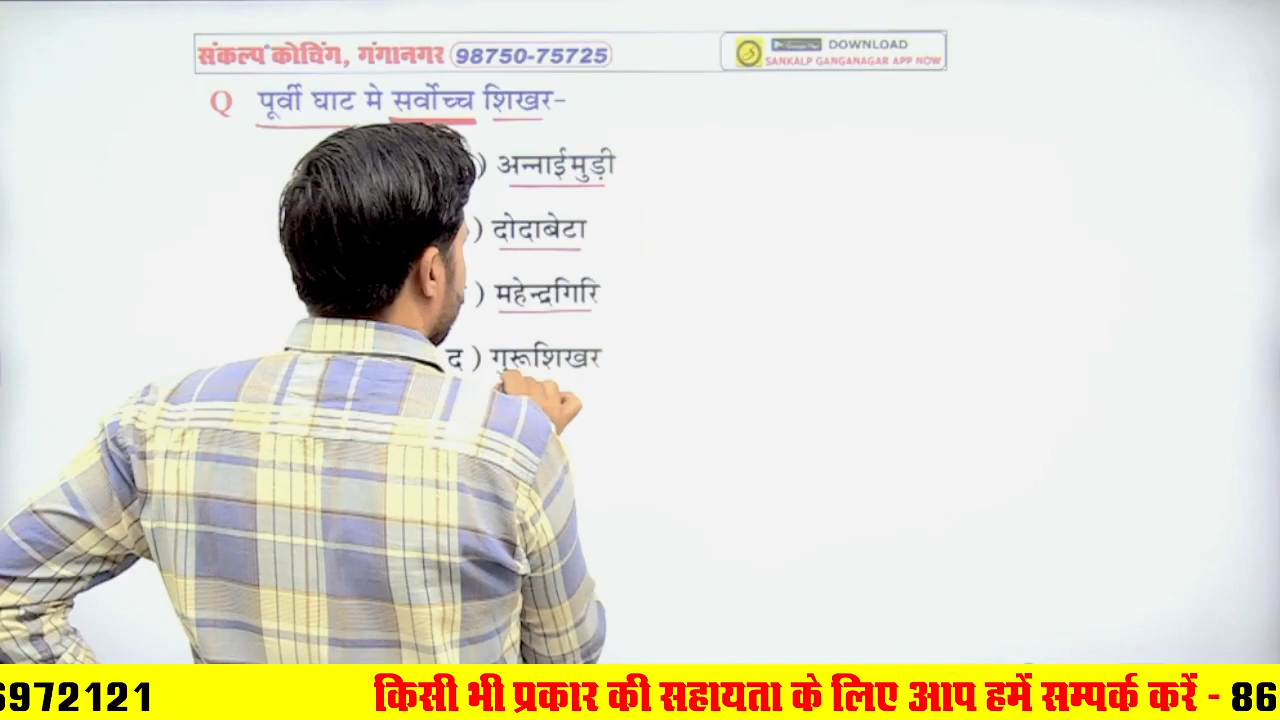 संकल्प कोचिंग, गंगानगर 98750-75725
DOWNLOAD
SANKALP GANGANAGAR APP NOW
Q पूर्वी घाट मे सर्वोच्च शिखर-
) अन्नाईमुड़ी
) दोदाबेटा
) महेन्द्रगिरि
द ) गुरूशिखर
6972121 किसी भी प्रकार की सहायता के लिए आप हमें सम्पर्क करें - 86